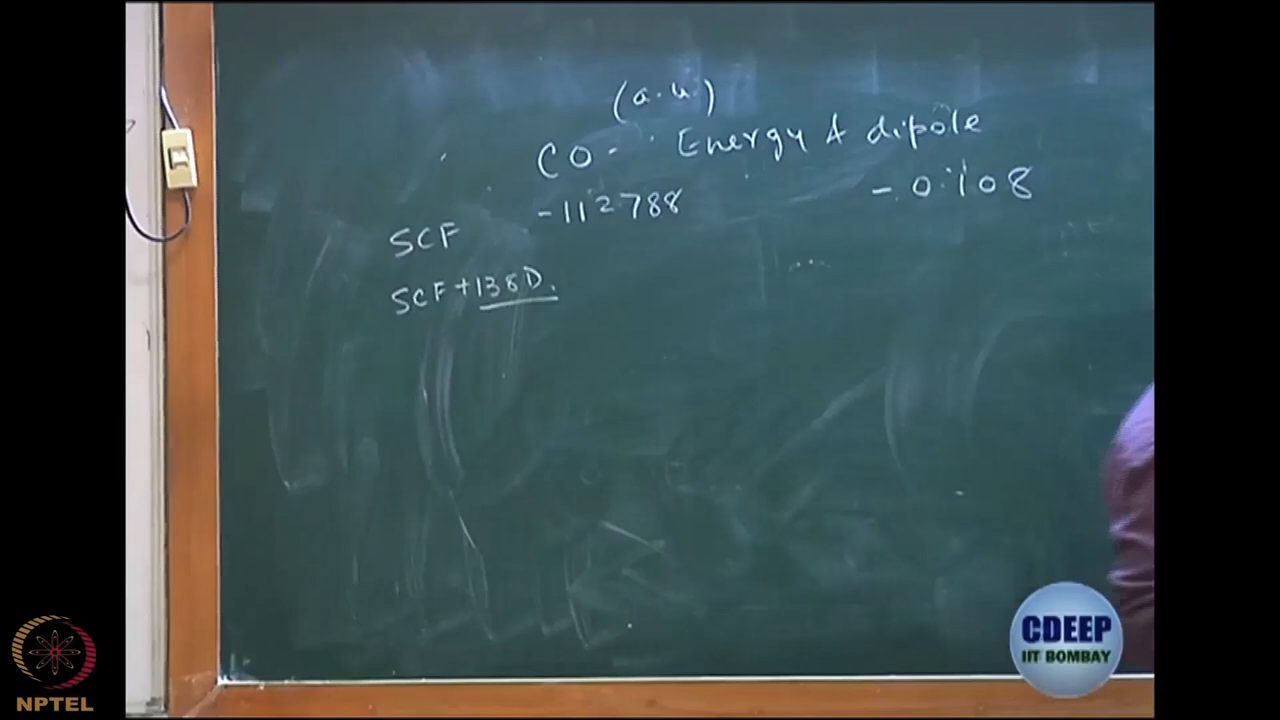 (a.u.)
CO - Energy & dipole
SCF -112788 -0.108
SCF+138D.
CDEEP
IIT BOMBAY
NPTEL